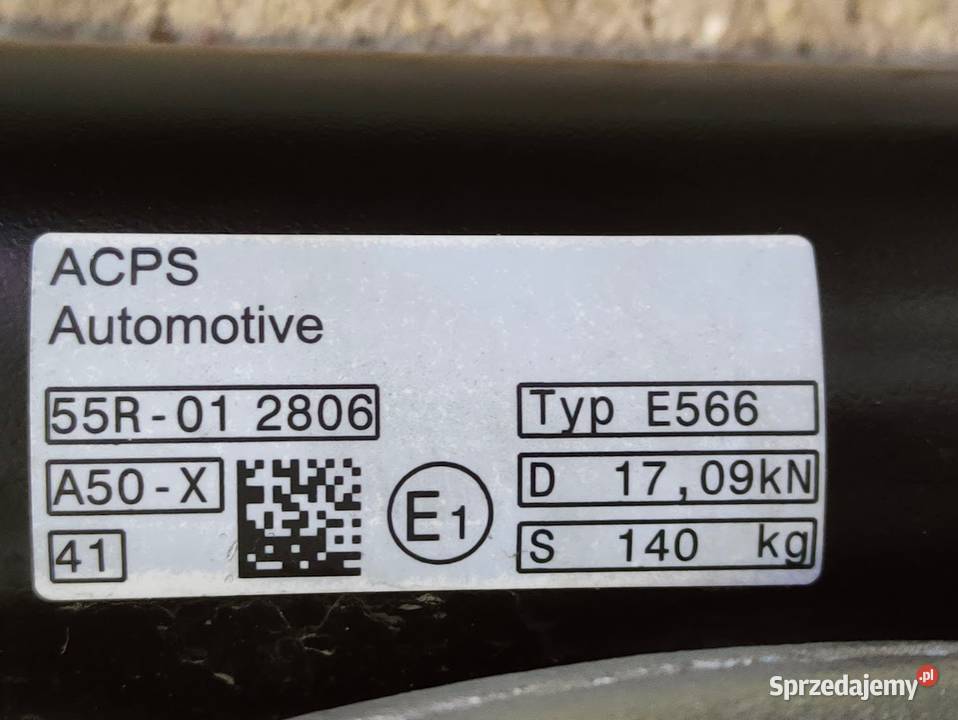 ACPS
Automotive
55R-01 2806
Typ E566
A50-X
E1
D 17,09kN
41
S 140 kg
Sprzedajemy.pl